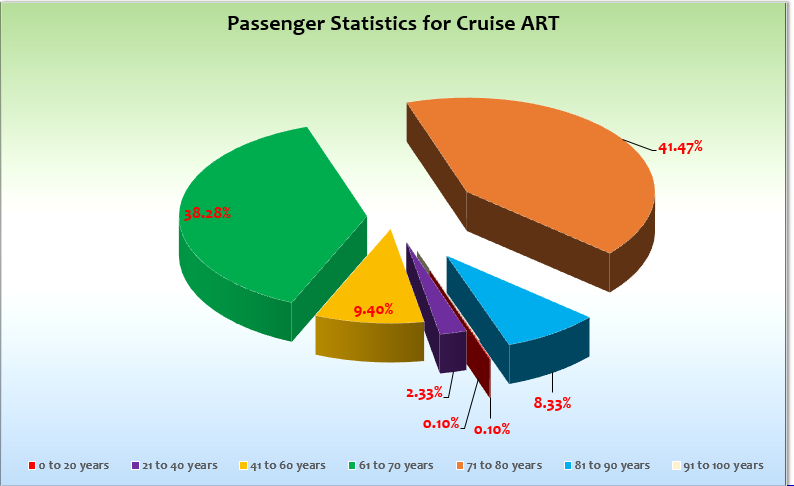 Passenger Statistics for Cruise ART
41.47%
38.28%
9.40%
2.33%
8.33%
0.10%
0.10%
0 to 20 years
21 to 40 years
41 to 60 years
61 to 70 years
71 to 80 years
81 to 90 years
91 to 100 years